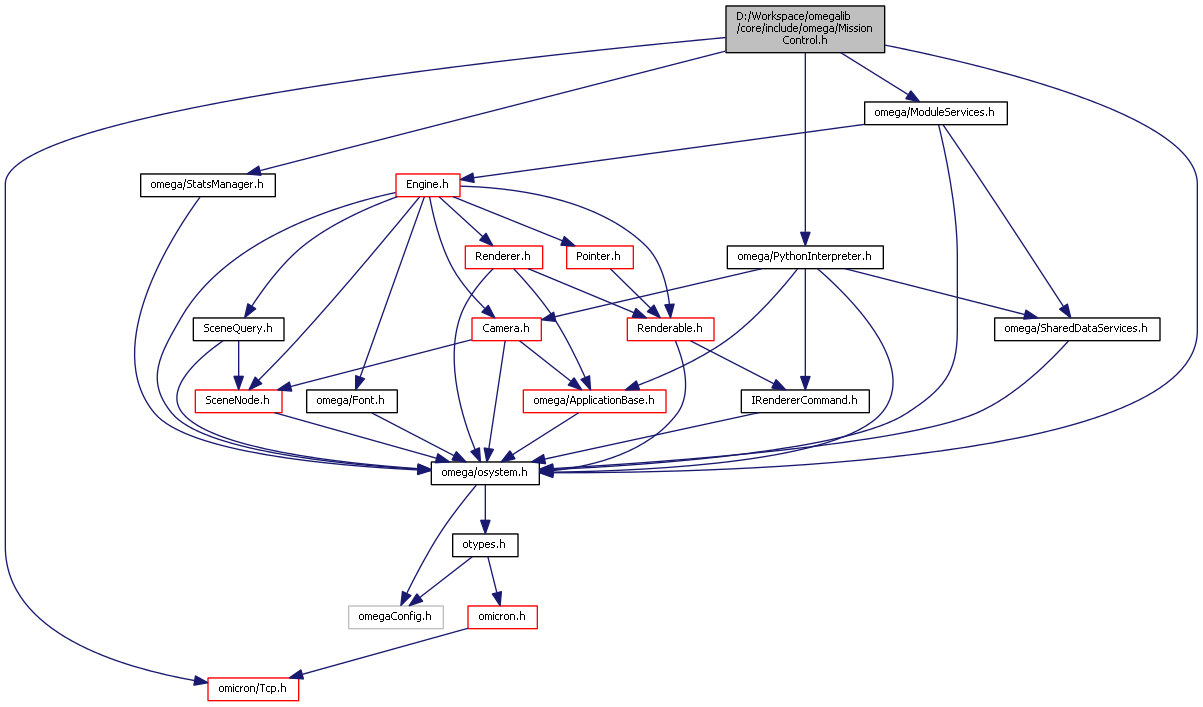 D:/Workspace/omegalib
/core/include/omega/Mission
Control.h
omega/ModuleServices.h
omega/StatsManager.h
Engine.h
Renderer.h
Pointer.h
omega/PythonInterpreter.h
SceneQuery.h
Camera.h
Renderable.h
omega/SharedDataServices.h
SceneNode.h
omega/Font.h
omega/ApplicationBase.h
IRendererCommand.h
omega/osystem.h
otypes.h
omegaConfig.h
omicron.h
omicron/Tcp.h